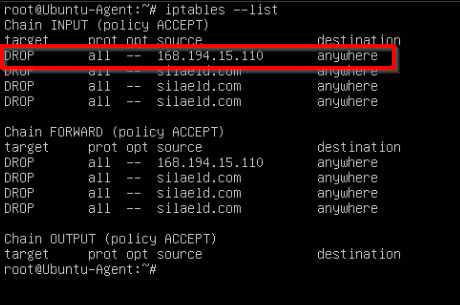 root@Ubuntu-Agent:~# iptables --list
Chain INPUT (policy ACCEPT)
target prot opt source destination
DROP all -- 168.194.15.110 anywhere
DROP all -- silaeld.com anywhere
DROP all -- silaeld.com anywhere
DROP all -- silaeld.com anywhere

Chain FORWARD (policy ACCEPT)
target prot opt source destination
DROP all -- 168.194.15.110 anywhere
DROP all -- silaeld.com anywhere
DROP all -- silaeld.com anywhere
DROP all -- silaeld.com anywhere

Chain OUTPUT (policy ACCEPT)
target prot opt source destination
root@Ubuntu-Agent:~#